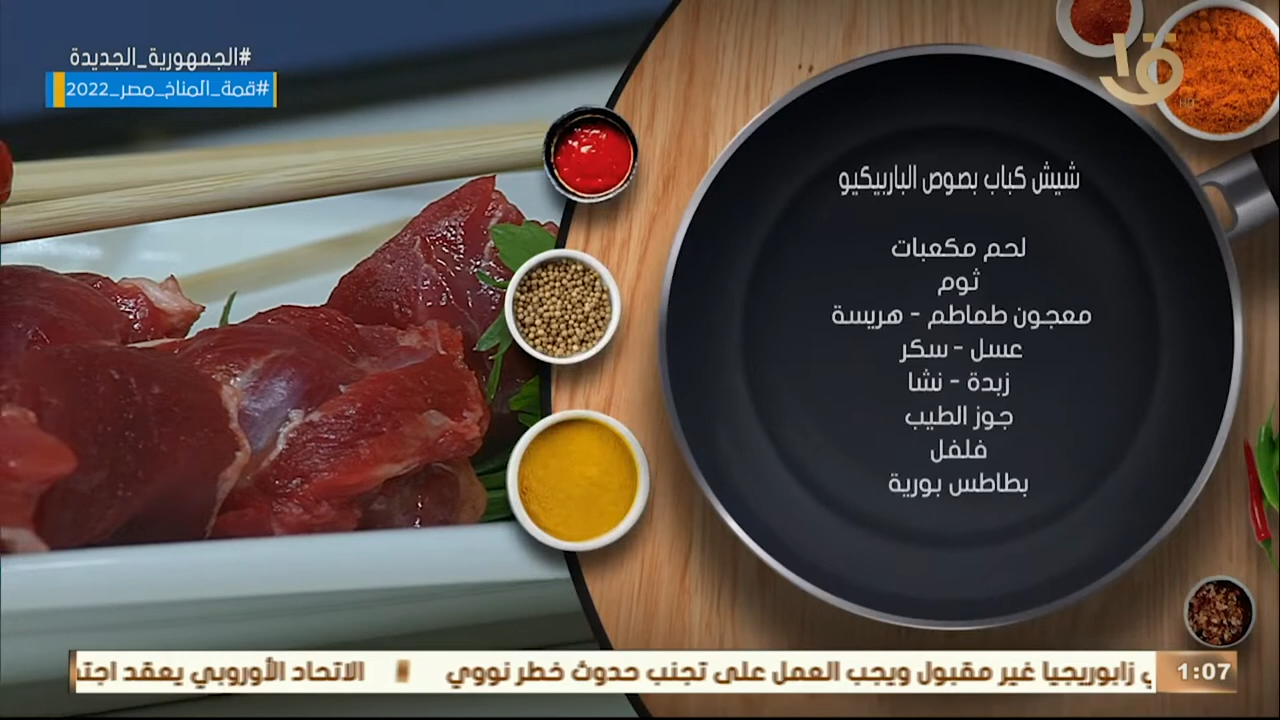 #الجمهورية_الجديدة
#قمة_المناخ_مصر_2022
شيش كباب بصوص الباربيكيو
لحم مكعبات
ثوم
معجون طماطم - هريسة
عسل - سكر
زبدة - نشا
جوز الطيب
فلفل
بطاطس بورية
1:07
زابوريجيا غير مقبول ويجب العمل على تجنب حدوث خطر نووي
الاتحاد الأوروبي يعقد